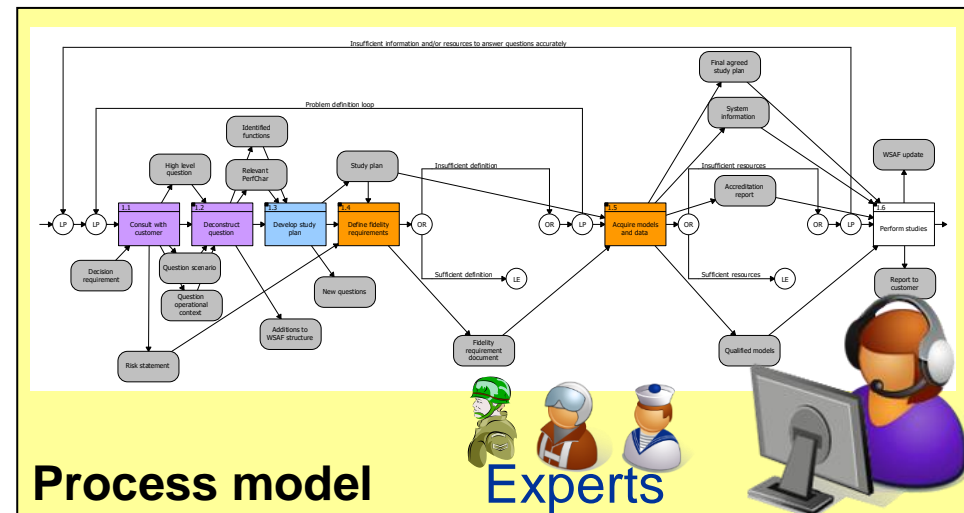 Insufficient information and/or resources to answer questions accurately
Final agreed
study plan
Problem definition loop
System
information
Identified
functions
WSAF update
High level
question
Relevant
PerfChar
Study plan
Insufficient definition
Insufficient resources
Accreditation
report
LP
LP
1.1
Consult with
customer
1.2
Deconstruct
question
1.3
Develop study
plan
1.4
Define fidelity
requirements
OR
OR
LP
1.5
Acquire models
and data
OR
OR
LP
1.6
Perform studies
Decision
requirement
Question scenario
Sufficient definition
LE
Sufficient resources
LE
Report to
customer
Question
operational
context
New questions
Additions to
WSAF structure
Risk statement
Fidelity
requirement
document
Qualified models
Process model
Experts